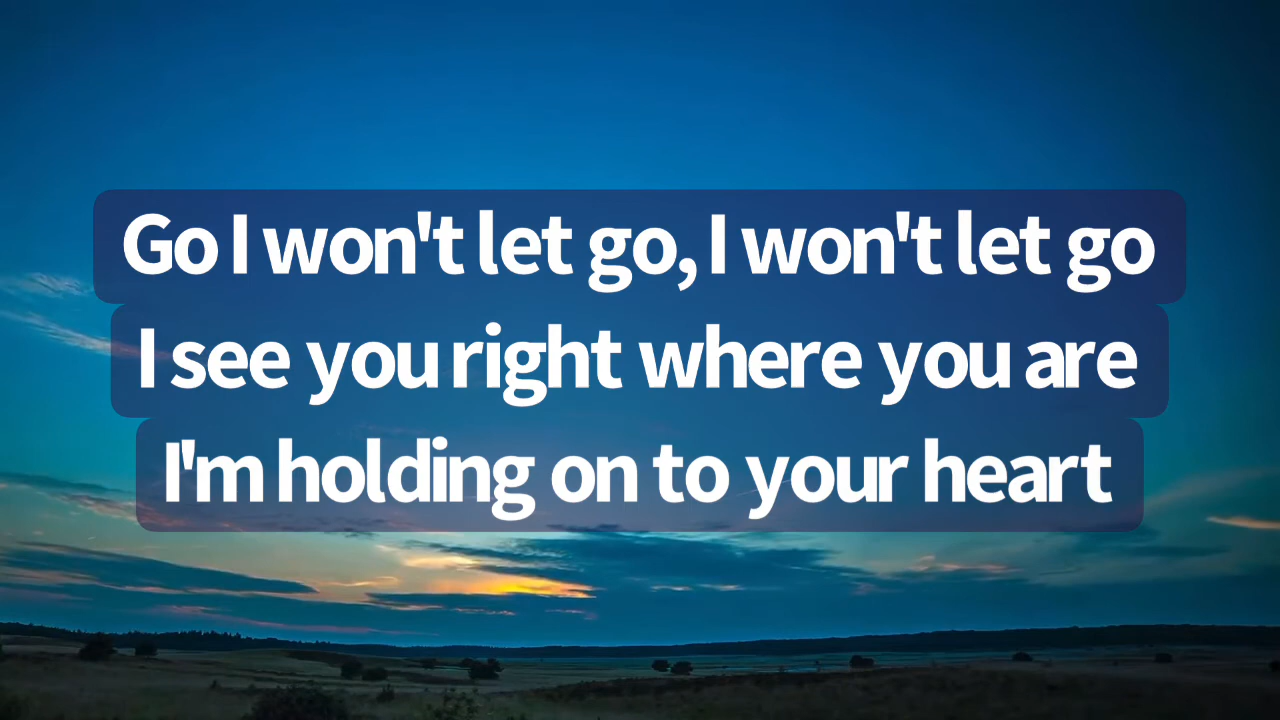 Go I won't let go, I won't let go
I see you right where you are
I'm holding on to your heart